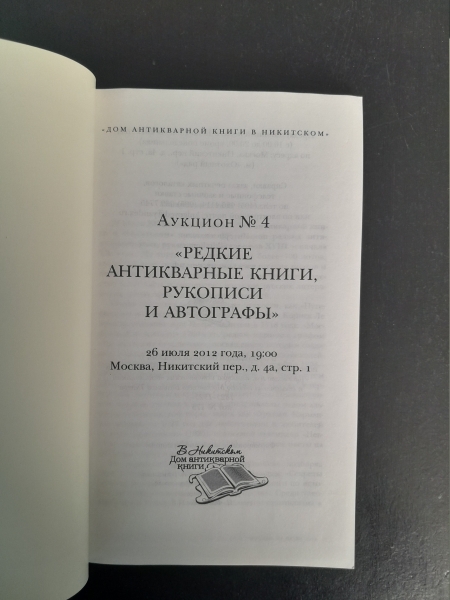 «ДОМ АНТИКВАРНОЙ КНИГИ В НИКИТСКОМ»
Аукцион № 4
«РЕДКИЕ
АНТИКВАРНЫЕ КНИГИ,
РУКОПИСИ
И АВТОГРАФЫ»
26 июля 2012 года, 19:00
Москва, Никитский пер., д. 4а, стр. 1
В Никитском
Дом антикварной
книги